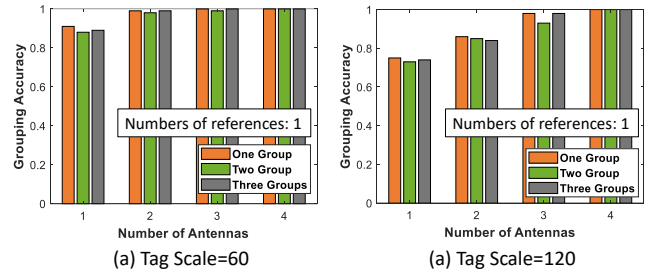 1
0.8
0.6
0.4
0.2
0
Grouping Accuracy
Numbers of references: 1
One Group
Two Group
Three Groups
1 2 3 4
Number of Antennas
(a) Tag Scale=60
1
0.8
0.6
0.4
0.2
0
Grouping Accuracy
Numbers of references: 1
One Group
Two Group
Three Groups
1 2 3 4
Number of Antennas
(a) Tag Scale=120